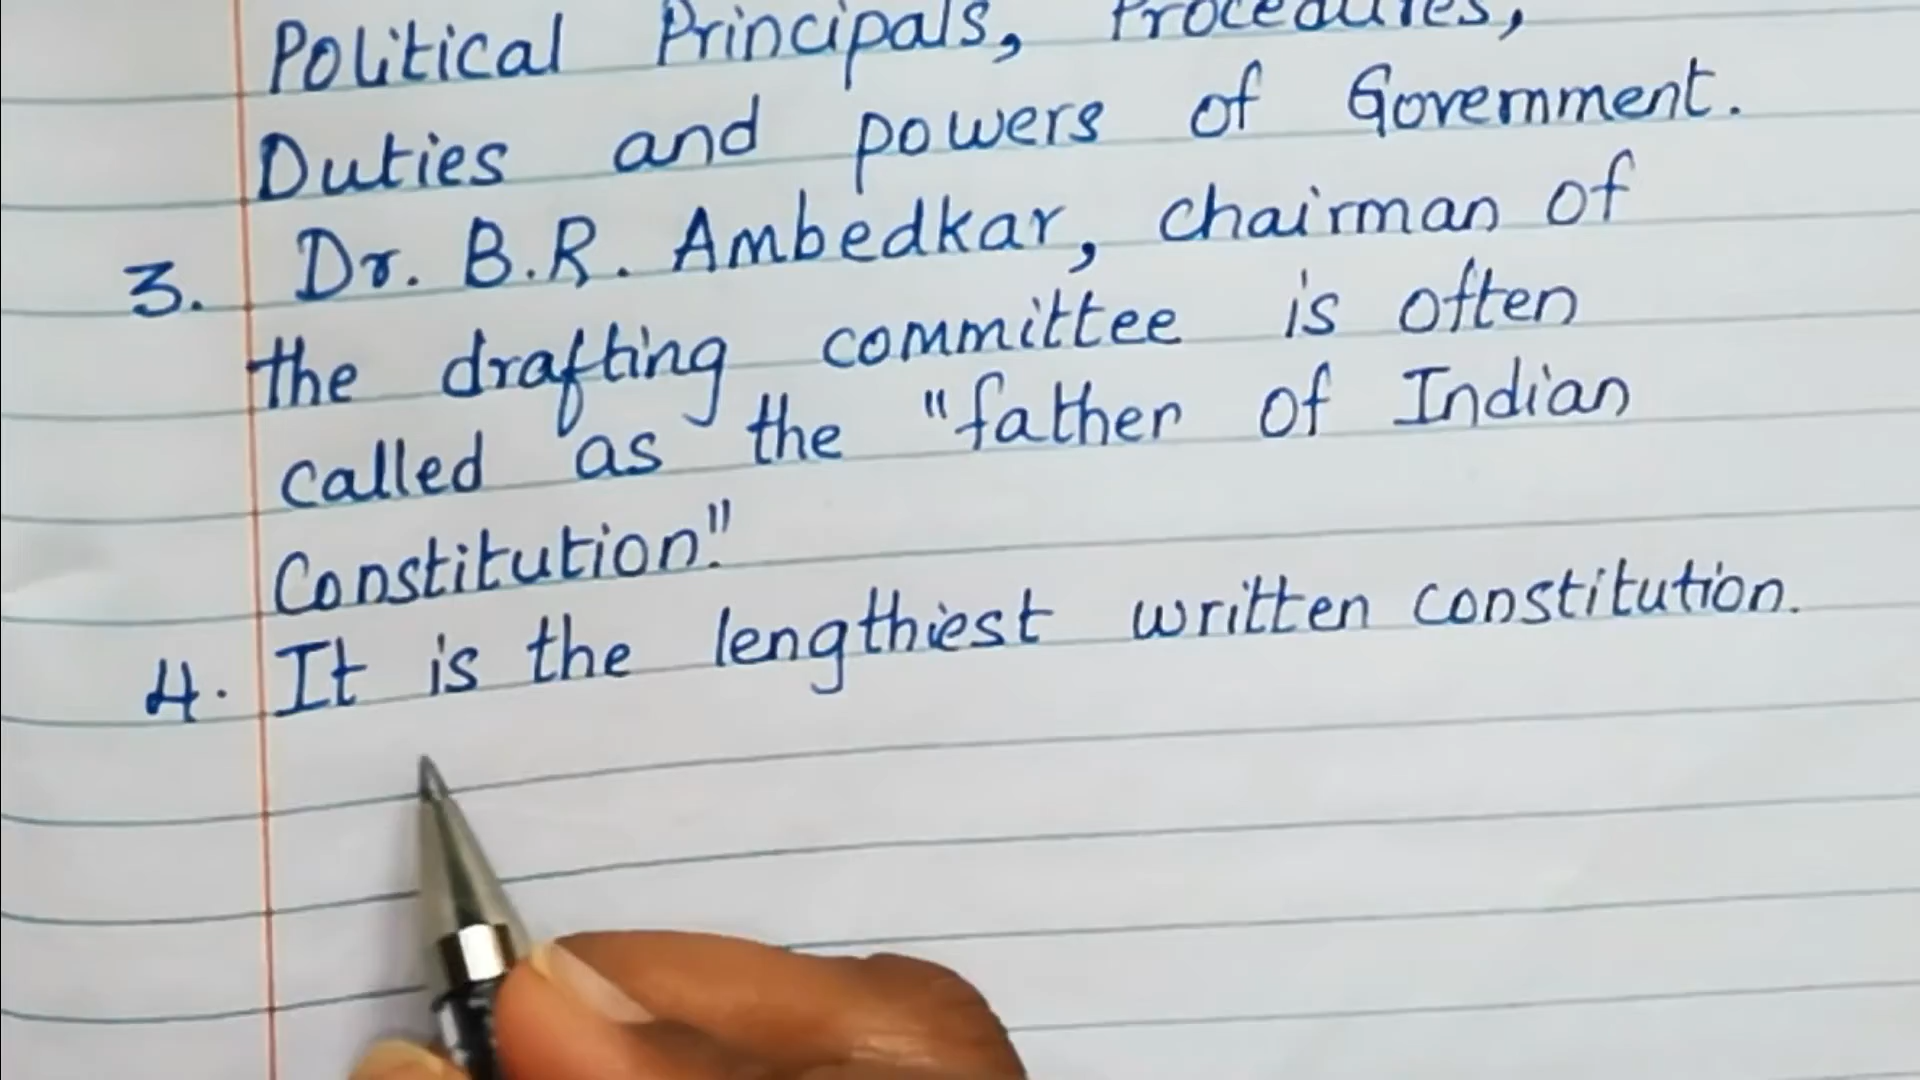 Political Principals, Procedures,
Duties and powers of Government.
3. Dr. B.R. Ambedkar, chairman of
the drafting committee is often
called as the "father of Indian
Constitution."
4. It is the lengthiest written constitution.